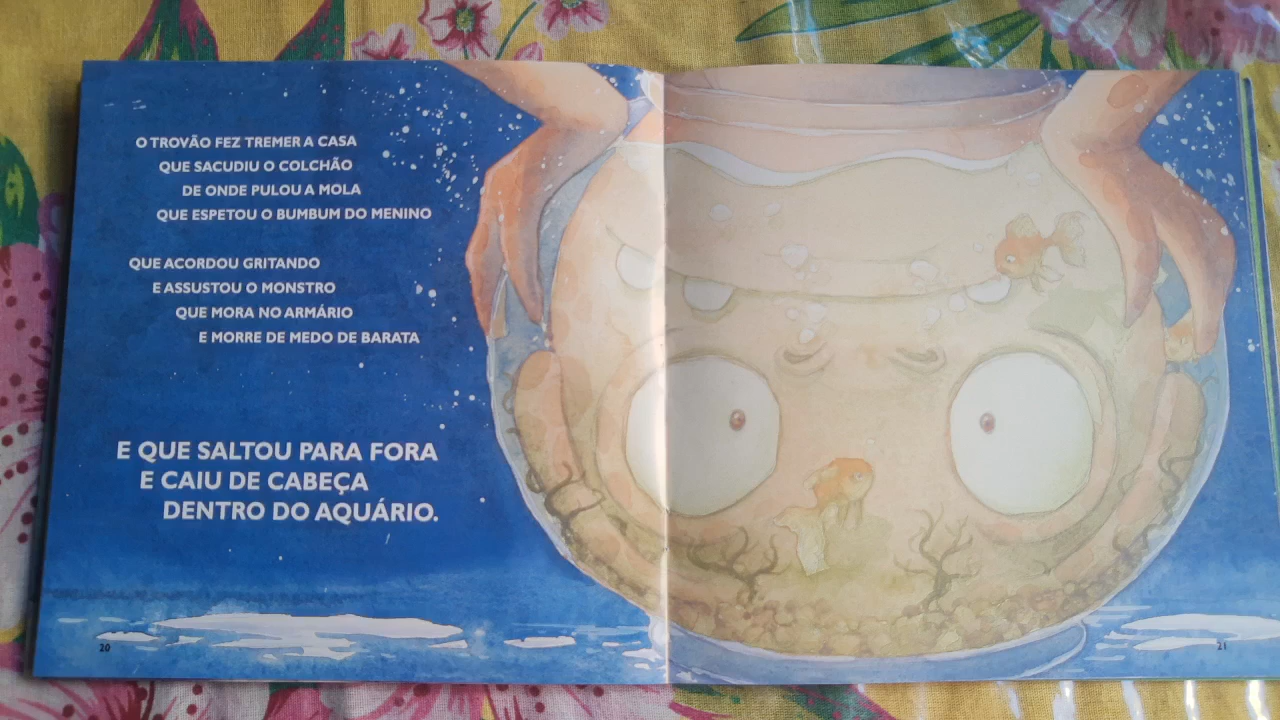 O TROVÃO FEZ TREMER A CASA
QUE SACUDIU O COLCHÃO
DE ONDE PULOU A MOLA
QUE ESPETOU O BUMBUM DO MENINO
QUE ACORDOU GRITANDO
E ASSUSTOU O MONSTRO
QUE MORA NO ARMÁRIO
E MORRE DE MEDO DE BARATA
E QUE SALTOU PARA FORA
E CAIU DE CABEÇA
DENTRO DO AQUÁRIO.
20
21